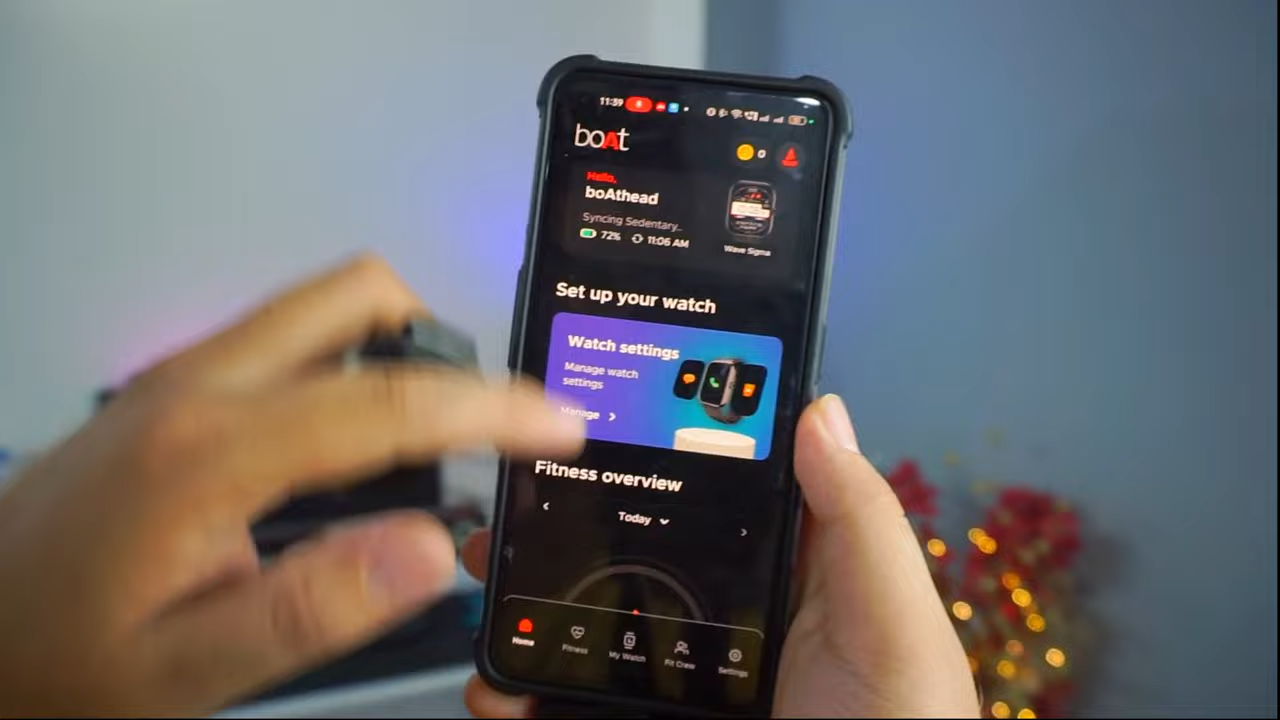 11:59
boAt
0
Hello,
boAthead
Syncing Sedentary..
72% 11:06 AM
Wave Sigma
Set up your watch
Watch settings
Manage watch
settings
Manage >
Fitness overview
< Today >
Home Fitness My Watch Fit Crew Settings